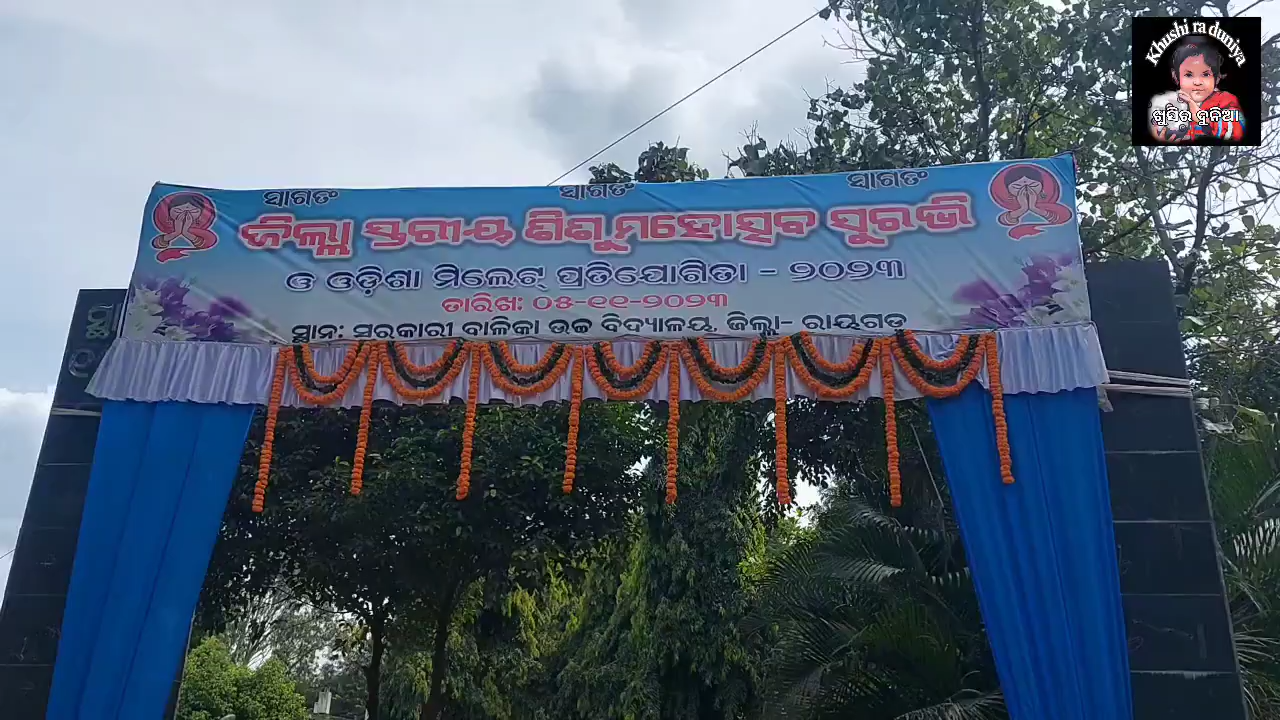 Khushi ra duniya
ଖୁସିର ଦୁନିଆ
ସ୍ୱାଗତଂ ସ୍ୱାଗତଂ ସ୍ୱାଗତଂ
ଜିଲ୍ଲା ସ୍ତରୀୟ ଶିଶୁ ମହୋତ୍ସବ ସୁରଭି
ଓ ଓଡ଼ିଶା ମିଲେଟ୍ ପ୍ରତିଯୋଗିତା - ୨୦୨୩
ତାରିଖ: ୦୫-୧୧-୨୦୨୩
ସ୍ଥାନ: ସରକାରୀ ବାଳିକା ଉଚ୍ଚ ବିଦ୍ୟାଳୟ, ଜିଲ୍ଲା- ରାୟଗଡ଼